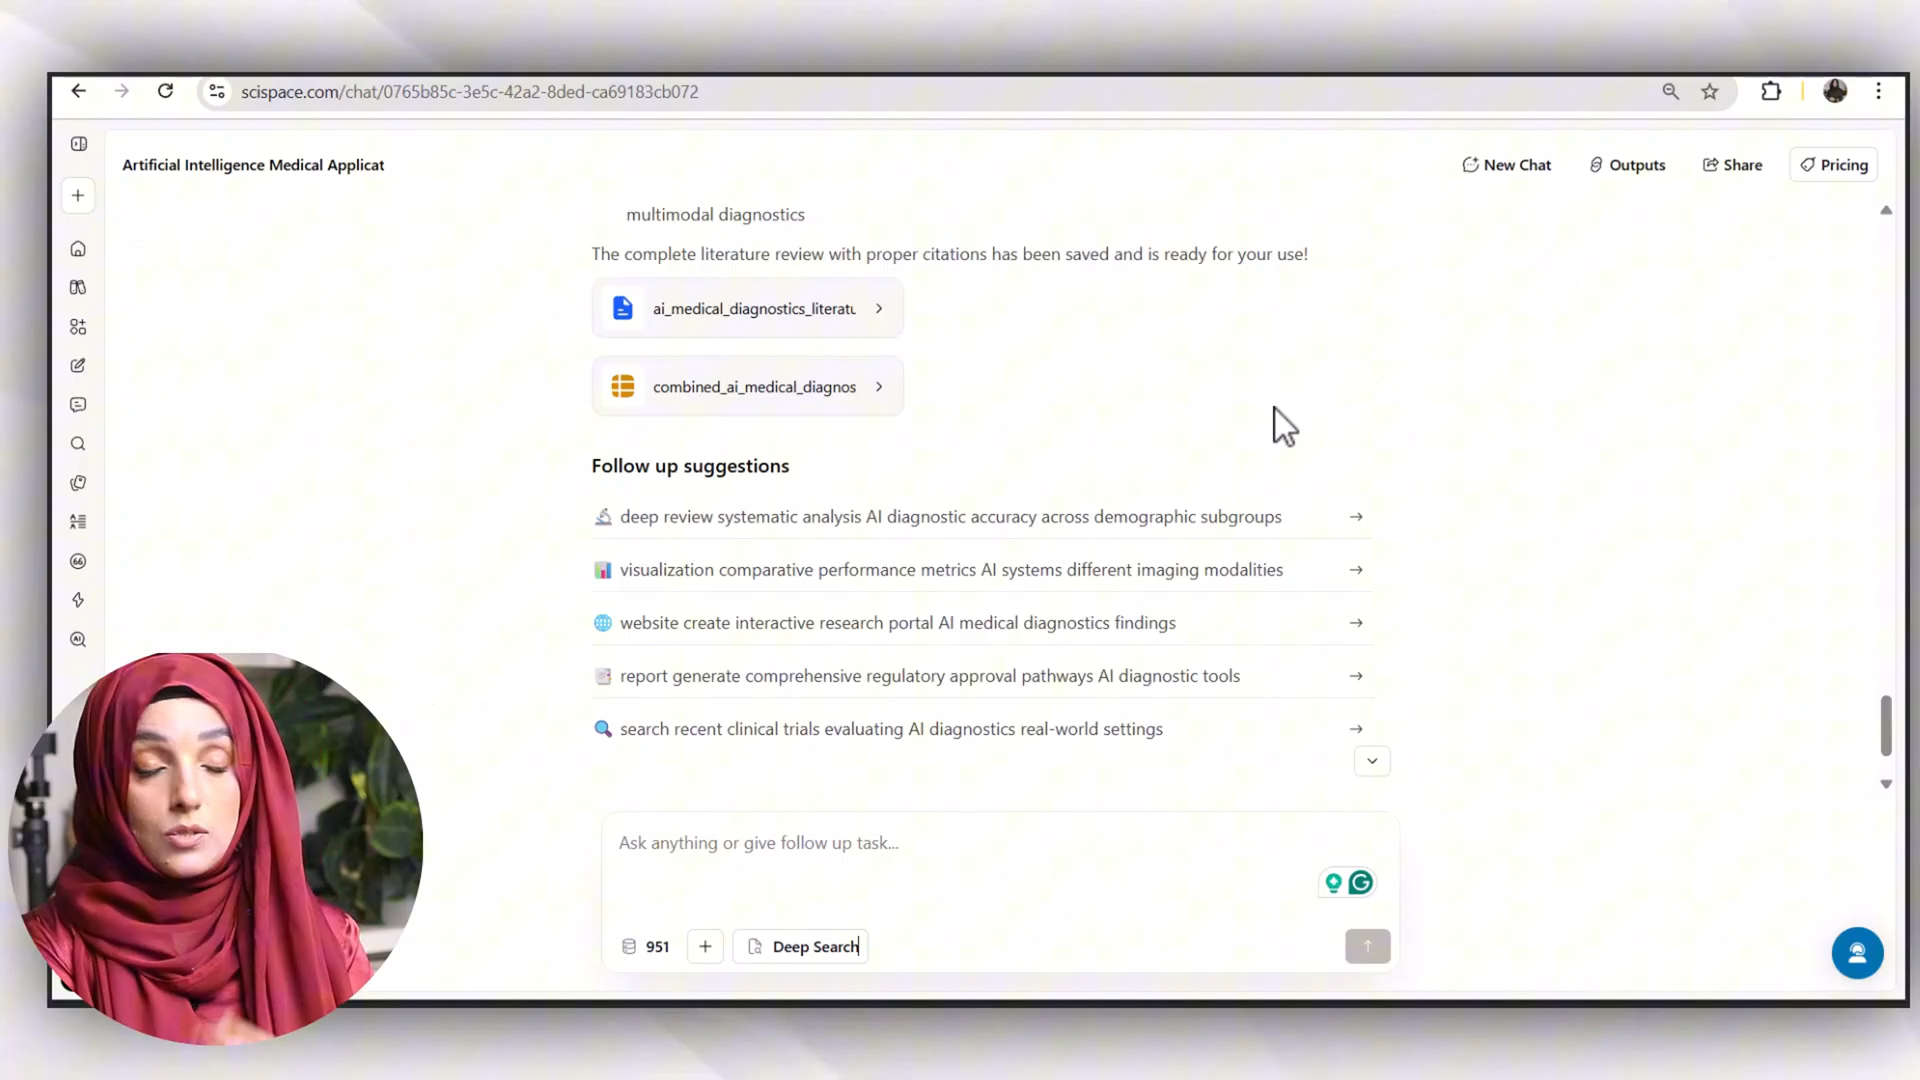 scispace.com/chat/0765b85c-3e5c-42a2-8ded-ca69183cb072
Artificial Intelligence Medical Applicat
New Chat
Outputs
Share
Pricing
multimodal diagnostics
The complete literature review with proper citations has been saved and is ready for your use!
ai_medical_diagnostics_literatu
combined_ai_medical_diagnos
Follow up suggestions
deep review systematic analysis AI diagnostic accuracy across demographic subgroups
visualization comparative performance metrics AI systems different imaging modalities
website create interactive research portal AI medical diagnostics findings
report generate comprehensive regulatory approval pathways AI diagnostic tools
search recent clinical trials evaluating AI diagnostics real-world settings
Ask anything or give follow up task...
951
Deep Search